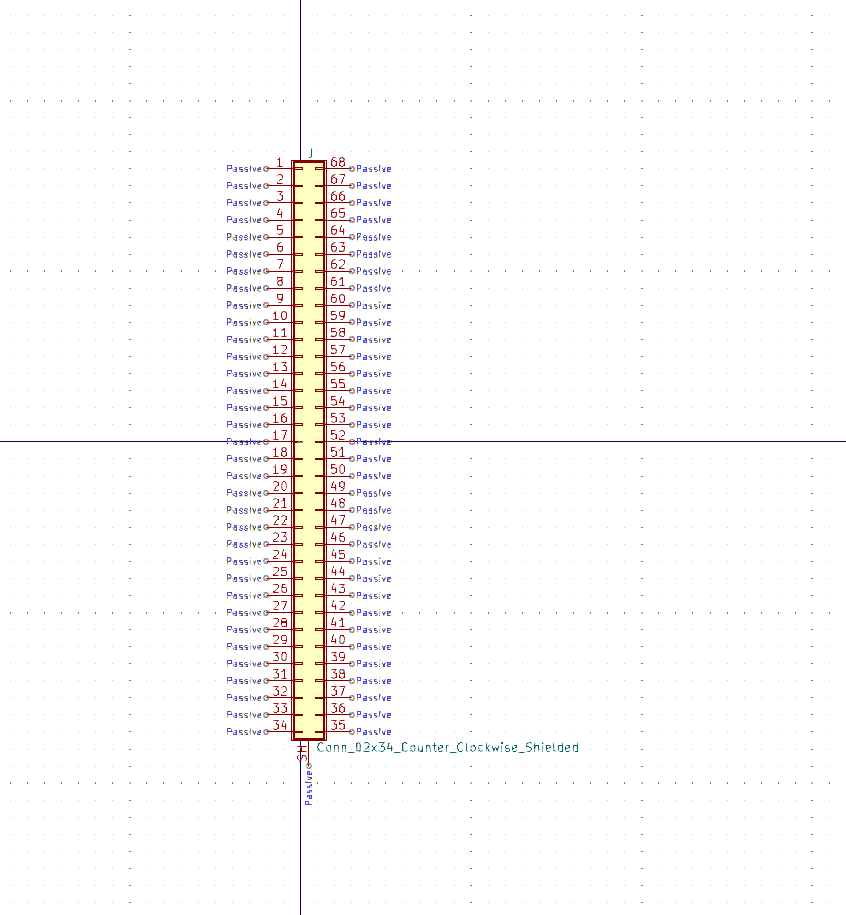 J
Passive 1 68 Passive
Passive 2 67 Passive
Passive 3 66 Passive
Passive 4 65 Passive
Passive 5 64 Passive
Passive 6 63 Passive
Passive 7 62 Passive
Passive 8 61 Passive
Passive 9 60 Passive
Passive 10 59 Passive
Passive 11 58 Passive
Passive 12 57 Passive
Passive 13 56 Passive
Passive 14 55 Passive
Passive 15 54 Passive
Passive 16 53 Passive
Passive 17 52 Passive
Passive 18 51 Passive
Passive 19 50 Passive
Passive 20 49 Passive
Passive 21 48 Passive
Passive 22 47 Passive
Passive 23 46 Passive
Passive 24 45 Passive
Passive 25 44 Passive
Passive 26 43 Passive
Passive 27 42 Passive
Passive 28 41 Passive
Passive 29 40 Passive
Passive 30 39 Passive
Passive 31 38 Passive
Passive 32 37 Passive
Passive 33 36 Passive
Passive 34 35 Passive
SH Conn_02x34_Counter_Clockwise_Shielded
Passive